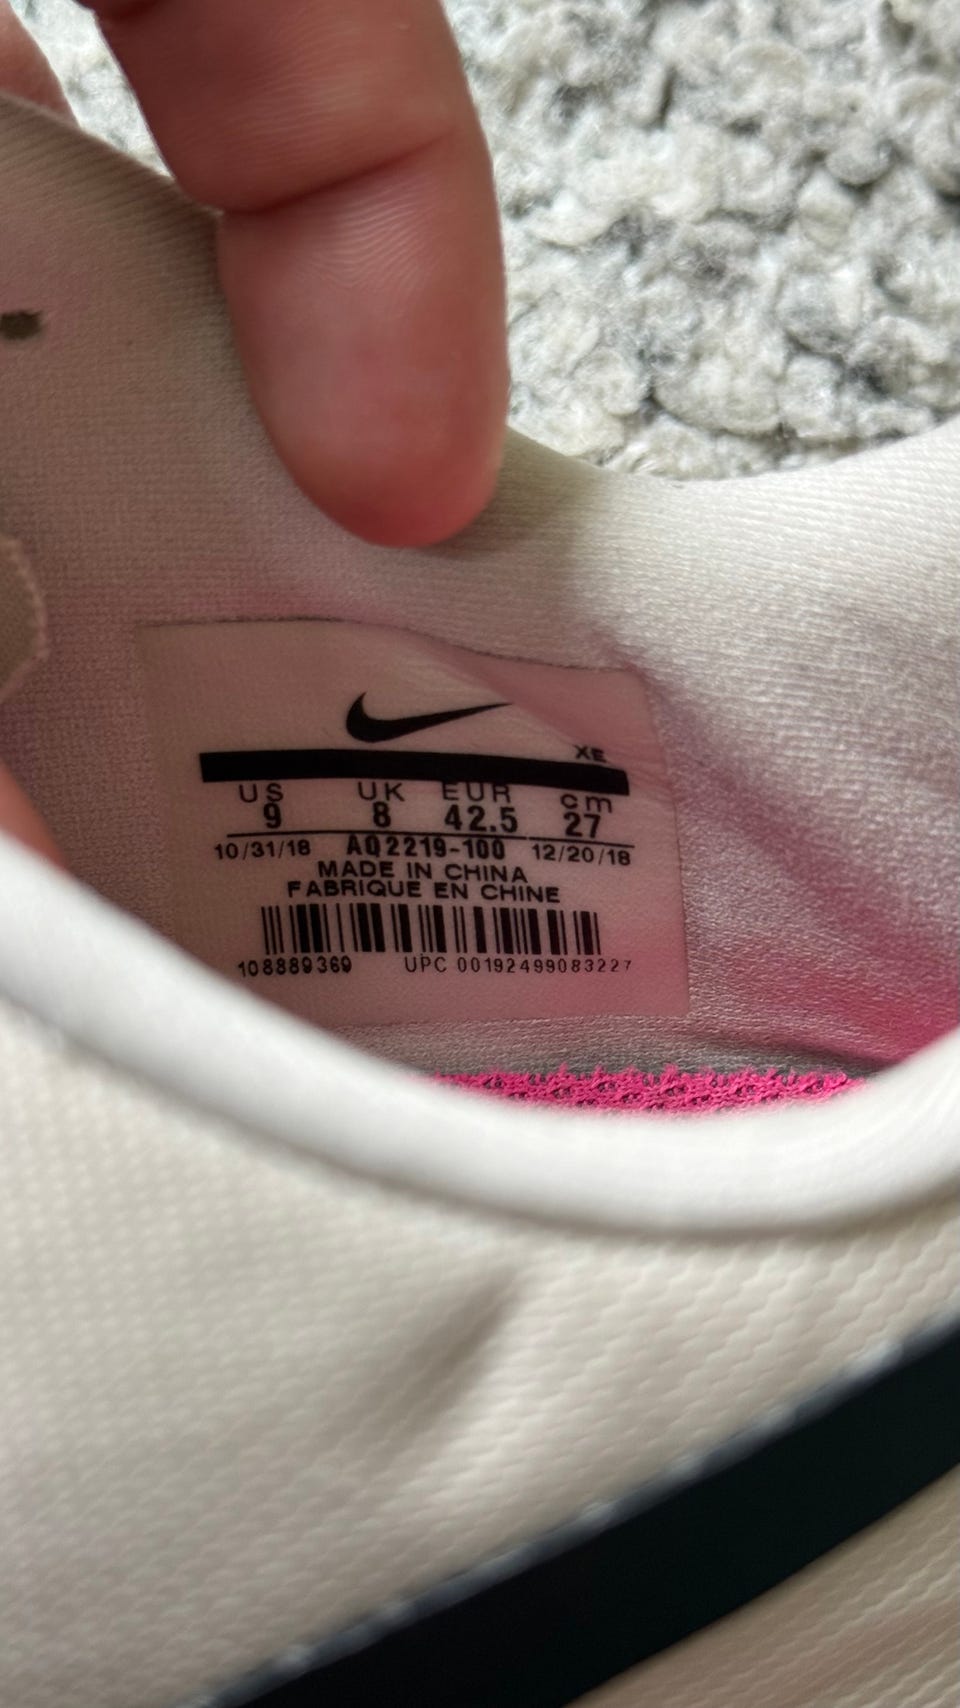 XE
US UK EUR cm
9 8 42.5 27
10/31/18 AQ2219-100 12/20/18
MADE IN CHINA
FABRIQUE EN CHINE
108889369 UPC 00192499083227